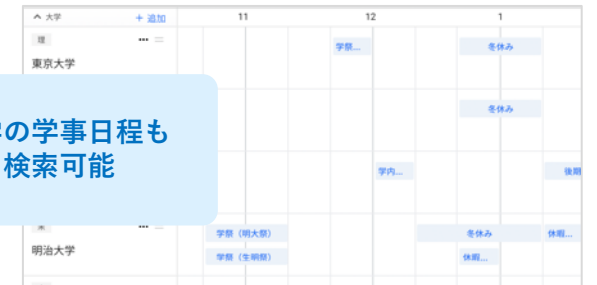 大学 + 追加 11 12 1
理
東京大学
学祭... 冬休み
冬休み
の学事日程も
検索可能
学内... 後期
明治大学
学祭（明大祭） 冬休み 休暇...
学祭（生明祭） 休暇...